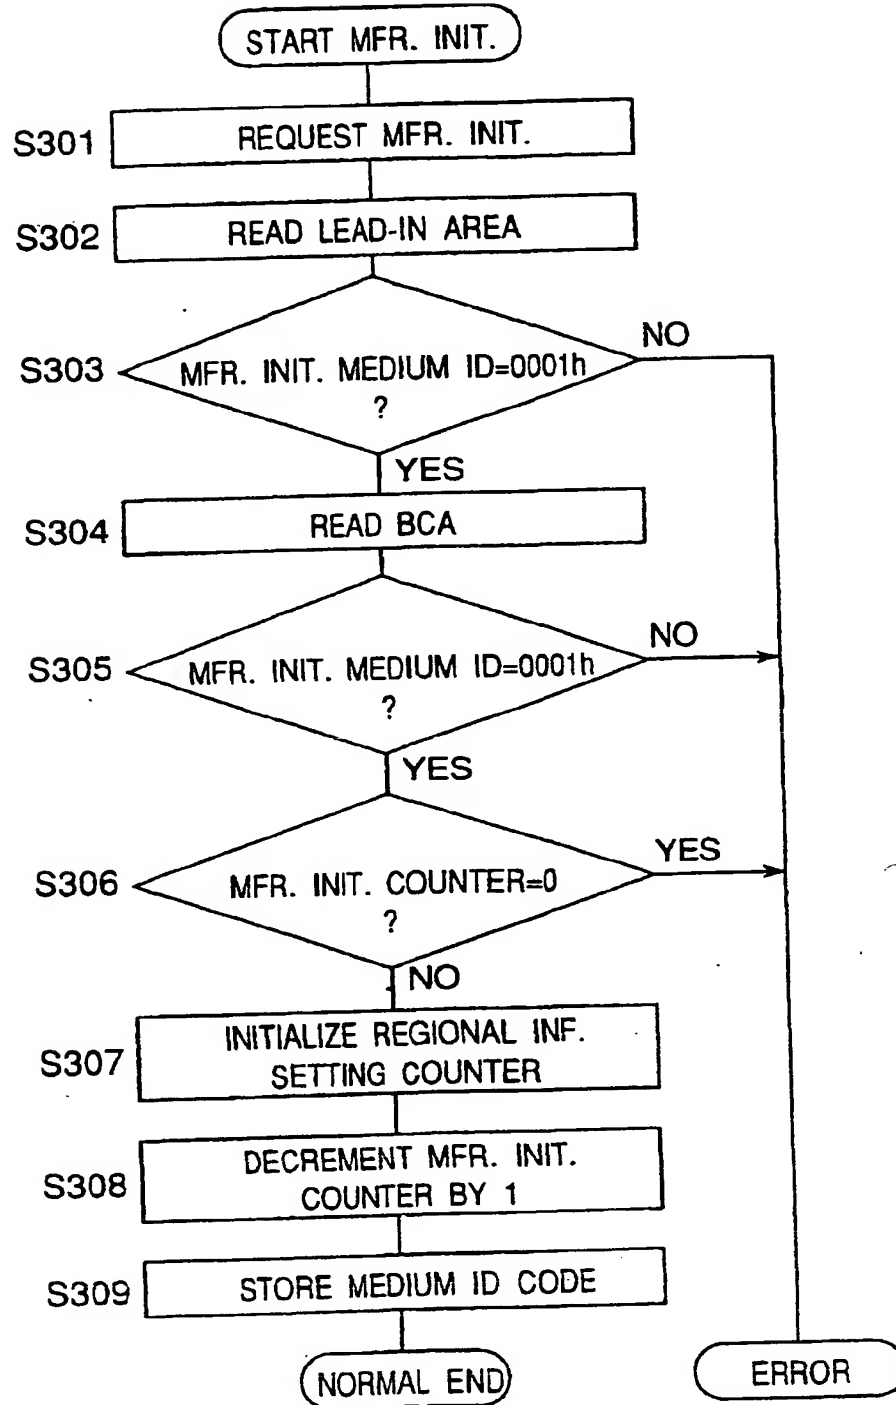 START MFR. INIT.
S301
REQUEST MFR. INIT.
S302
READ LEAD-IN AREA
NO
S303
MFR. INIT. MEDIUM ID=0001h
?
YES
S304
READ BCA
NO
S305
MFR. INIT. MEDIUM ID=0001h
?
YES
YES
S306
MFR. INIT. COUNTER=0
?
NO
S307
INITIALIZE REGIONAL INF.
SETTING COUNTER
S308
DECREMENT MFR. INIT.
COUNTER BY 1
S309
STORE MEDIUM ID CODE
NORMAL END
ERROR